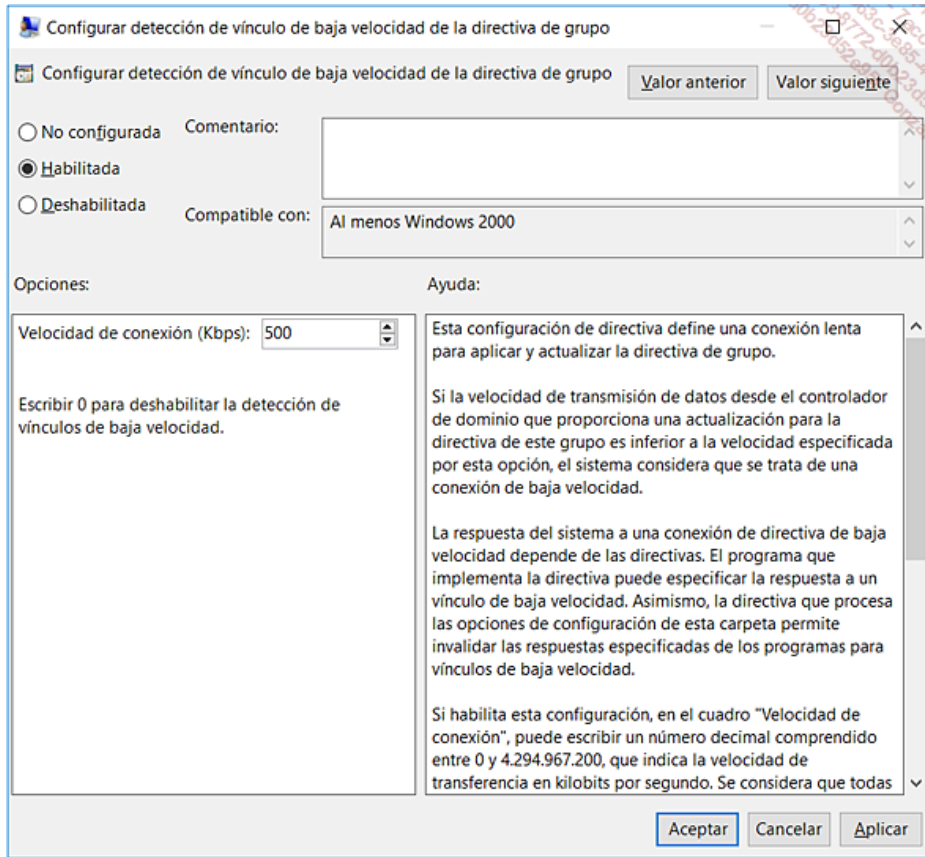 Configurar detección de vínculo de baja velocidad de la directiva de grupo
Configurar detección de vínculo de baja velocidad de la directiva de grupo
Valor anterior
Valor siguiente
No configurada
Habilitada
Deshabilitada
Comentario:
Compatible con:
Al menos Windows 2000
Opciones:
Ayuda:
Velocidad de conexión (Kbps): 500
Escribir 0 para deshabilitar la detección de
vínculos de baja velocidad.
Esta configuración de directiva define una conexión lenta
para aplicar y actualizar la directiva de grupo.
Si la velocidad de transmisión de datos desde el controlador
de dominio que proporciona una actualización para la
directiva de este grupo es inferior a la velocidad especificada
por esta opción, el sistema considera que se trata de una
conexión de baja velocidad.
La respuesta del sistema a una conexión de directiva de baja
velocidad depende de las directivas. El programa que
implementa la directiva puede especificar la respuesta a un
vínculo de baja velocidad. Asimismo, la directiva que procesa
las opciones de configuración de esta carpeta permite
invalidar las respuestas especificadas de los programas para
vínculos de baja velocidad.
Si habilita esta configuración, en el cuadro "Velocidad de
conexión", puede escribir un número decimal comprendido
entre 0 y 4.294.967.200, que indica la velocidad de
transferencia en kilobits por segundo. Se considera que todas
Aceptar
Cancelar
Aplicar